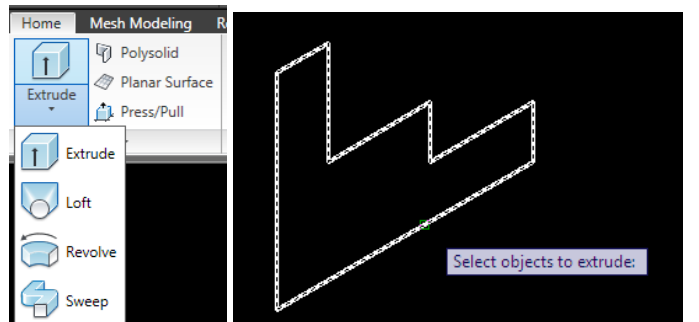 Home Mesh Modeling
Extrude
Polysolid
Planar Surface
Press/Pull
Extrude
Loft
Revolve
Sweep
Select objects to extrude: